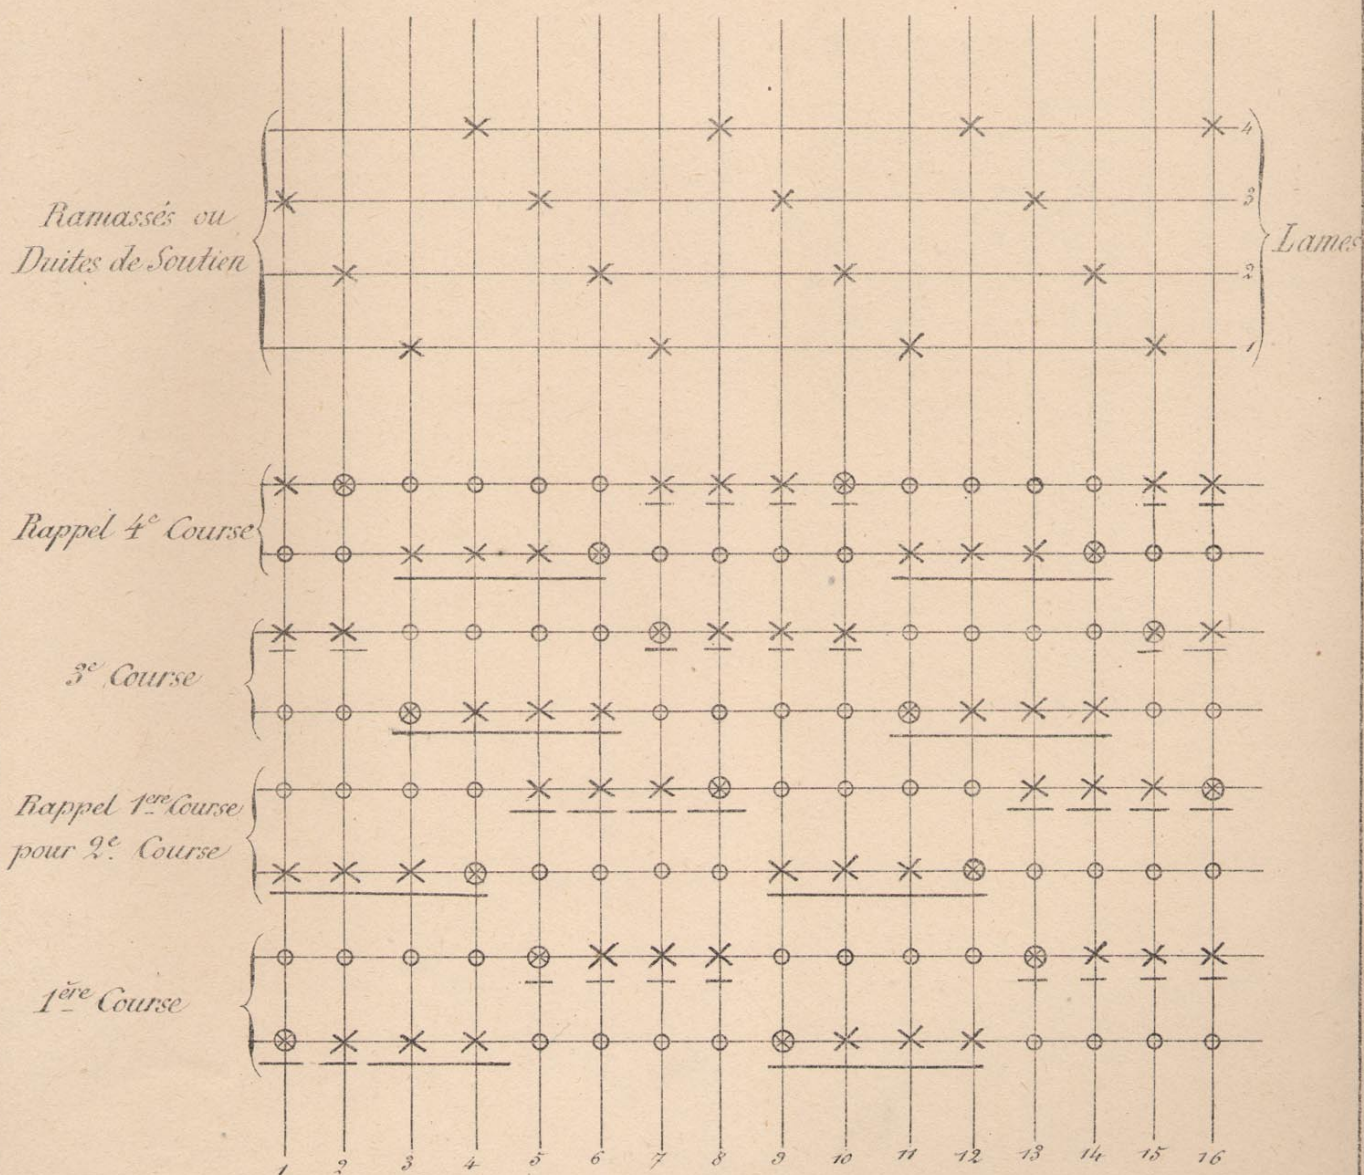 4
Ramassés ou
Duites de Soutien
3
Lames
2
1
Rappel 4e Course
3e Course
Rappel 1ere Course
pour 2e. Course
1ère Course
1 2 3 4 5 6 7 8 9 10 11 12 13 14 15 16